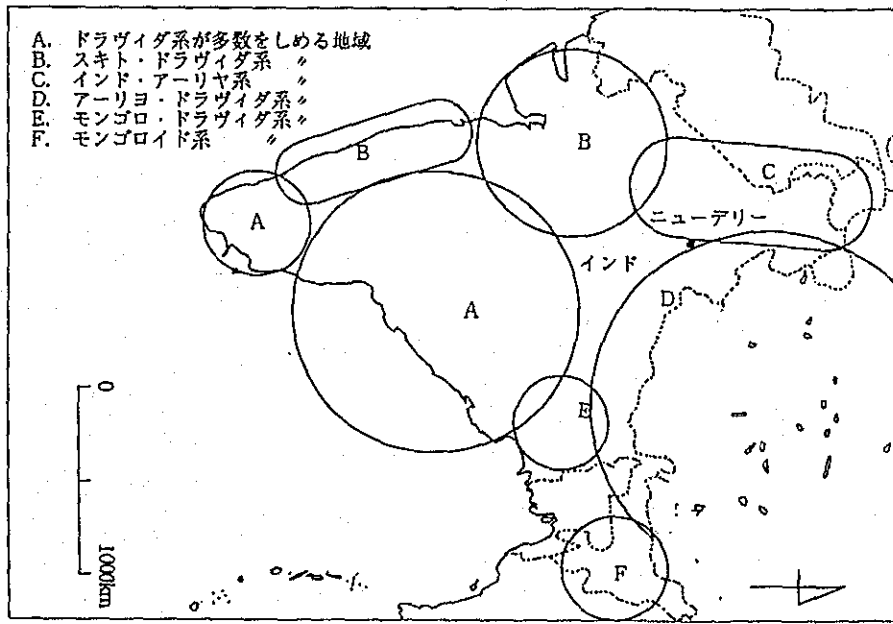 A. ドラヴィダ系が多数をしめる地域
B. スキト・ドラヴィダ系 〃
C. インド・アーリヤ系 〃
D. アーリヨ・ドラヴィダ系〃
E. モンゴロ・ドラヴィダ系〃
F. モンゴロイド系 〃
B
B
C
A
ニューデリー
インド
D
A
E
F
0
1000km